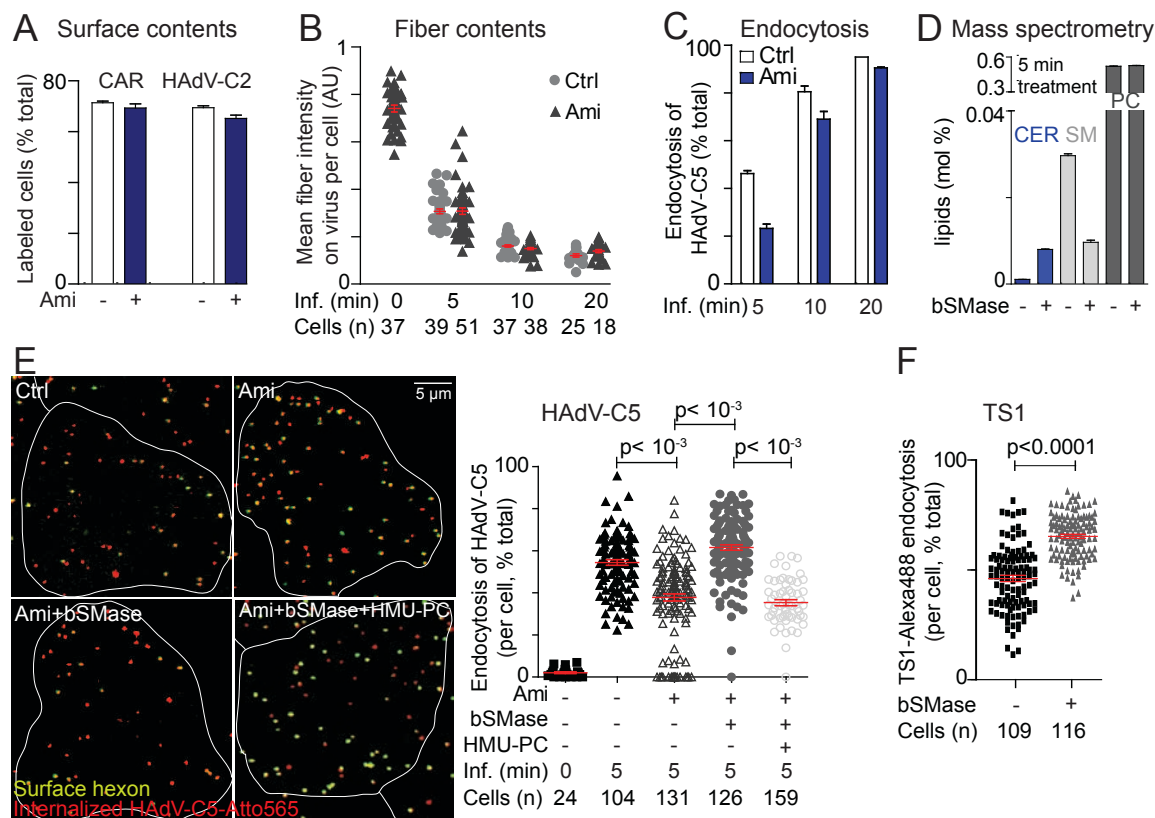 A Surface contents
Labeled cells (% total)
80
0
CAR HAdV-C2
Ami - + - +
B Fiber contents
Mean fiber intensity
on virus per cell (AU)
1
0
Ctrl
Ami
Inf. (min) 0 5 10 20
Cells (n) 37 39 51 37 38 25 18
C Endocytosis
Endocytosis of
HAdV-C5 (% total)
100
0
Ctrl
Ami
Inf. (min) 5 10 20
D Mass spectrometry
lipids (mol %)
0.6
0.3
0.04
0
5 min
treatment
PC
CER SM
bSMase - + - + - +
E
Ctrl
Ami
5 µm
Ami+bSMase
Ami+bSMase+HMU-PC
Surface hexon
Internalized HAdV-C5-Atto565
HAdV-C5
Endocytosis of HAdV-C5
(per cell, % total)
100
0
p< 10-3
p< 10-3
p< 10-3
Ami - - + + +
bSMase - - - + +
HMU-PC - - - - +
Inf. (min) 0 5 5 5 5
Cells (n) 24 104 131 126 159
F TS1
TS1-Alexa488 endocytosis
(per cell, % total)
100
0
p<0.0001
bSMase - +
Cells (n) 109 116